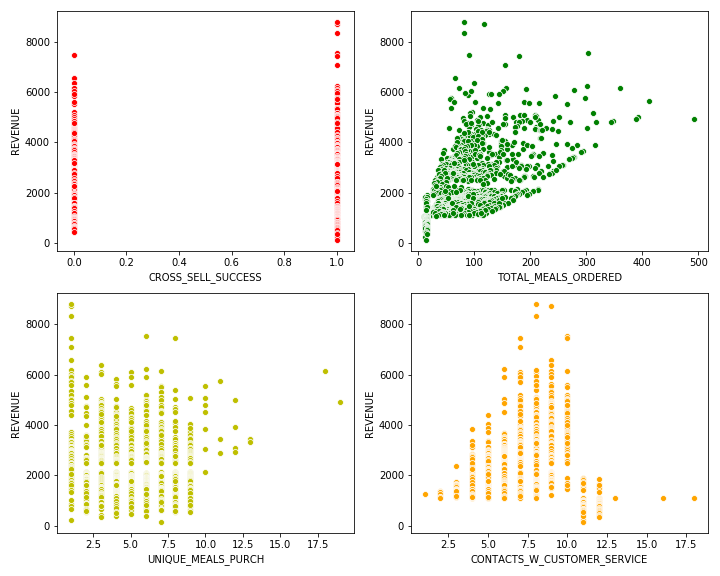 8000
6000
4000
2000
0
REVENUE
0.0 0.2 0.4 0.6 0.8 1.0
CROSS_SELL_SUCCESS
8000
6000
4000
2000
0
REVENUE
0 100 200 300 400 500
TOTAL_MEALS_ORDERED
8000
6000
4000
2000
0
REVENUE
2.5 5.0 7.5 10.0 12.5 15.0 17.5
UNIQUE_MEALS_PURCH
8000
6000
4000
2000
0
REVENUE
2.5 5.0 7.5 10.0 12.5 15.0 17.5
CONTACTS_W_CUSTOMER_SERVICE